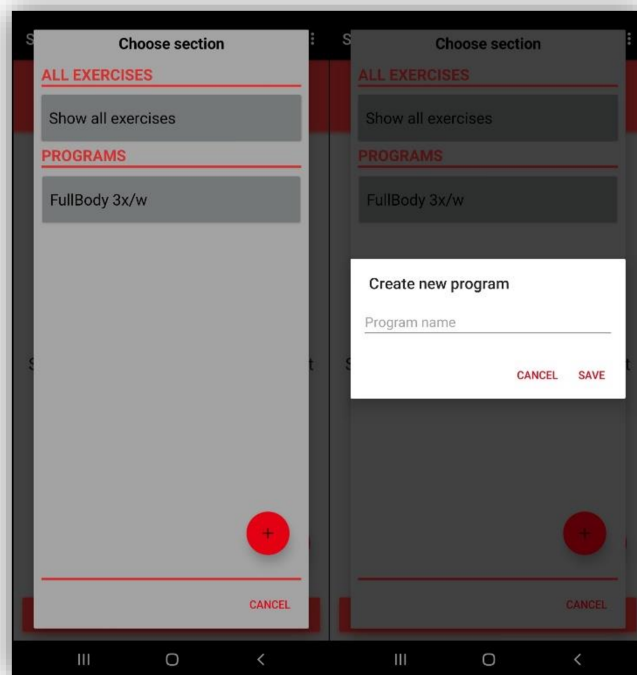 S
Choose section
ALL EXERCISES
Show all exercises
PROGRAMS
FullBody 3x/w
S
t
+
CANCEL
S
Choose section
ALL EXERCISES
Show all exercises
PROGRAMS
FullBody 3x/w
Create new program
Program name
CANCEL SAVE
S
t
+
CANCEL